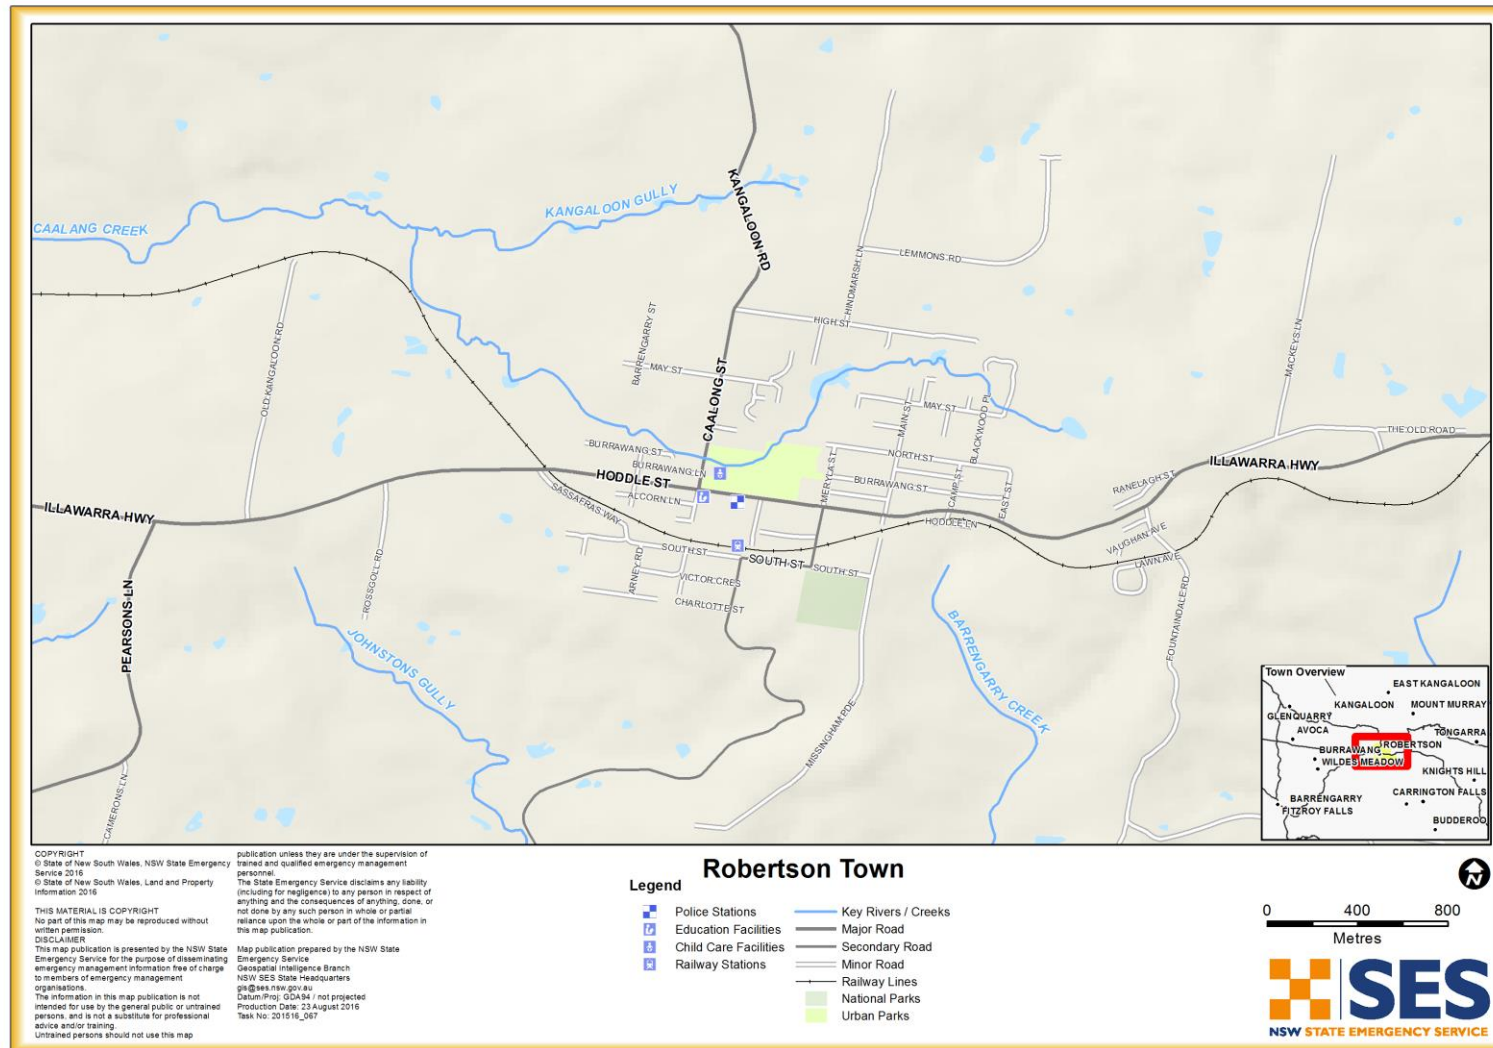 KANGALOON RD
KANGALOON GULLY
CAALANG CREEK
LEMMONS RD
HINDMARSH LN
HIGH ST
OLD KANGALOON RD
BARRENGARRY ST
MAY ST
CAALONG ST
MACKEYS LN
MAIN ST
MAY ST
BLACKWOOD PL
THE OLD ROAD
BURRAWANG ST
BURRAWANG LN
HODDLE ST
NORTH ST
MERYLA ST
BURRAWANG ST
CAMP ST
EAST ST
ILLAWARRA HWY
RANELAGH ST
ALCORN LN
SASSAFRAS WAY
ILLAWARRA HWY
HODDLE LN
VAUGHAN AVE
LAWN AVE
SOUTH ST
SOUTH ST
SOUTH ST
ARNEY RD
VICTOR CRES
CHARLOTTE ST
ROSSGOLL RD
PEARSONS LN
JOHNSTONS GULLY
BARRENGARRY CREEK
FOUNTAINDALE RD
MISSINGHAM PDE
CAMERONS LN
Town Overview
EAST KANGALOON
KANGALOON
MOUNT MURRAY
GLENQUARRY
AVOCA
TONGARRA
ROBERTSON
BURRAWANG
WILDES MEADOW
KNIGHTS HILL
BARRENGARRY
CARRINGTON FALLS
FITZROY FALLS
BUDDEROO
COPYRIGHT
© State of New South Wales, NSW State Emergency
Service 2016
© State of New South Wales, Land and Property
Information 2016
THIS MATERIAL IS COPYRIGHT
No part of this map may be reproduced without
written permission.
DISCLAIMER
This map publication is presented by the NSW State
Emergency Service for the purpose of disseminating
emergency management information free of charge
to members of emergency management
organisations.
The information in this map publication is not
intended for use by the general public or untrained
persons, and is not a substitute for professional
advice and/or training.
Untrained persons should not use this map
publication unless they are under the supervision of
trained and qualified emergency management
personnel.
The State Emergency Service disclaims any liability
(including for negligence) to any person in respect of
anything and the consequences of anything, done, or
not done by any such person in whole or partial
reliance upon the whole or part of the information in
this map publication.
Map publication prepared by the NSW State
Emergency Service
Geospatial Intelligence Branch
NSW SES State Headquarters
gis@ses.nsw.gov.au
Datum/Proj: GDA94 / not projected
Production Date: 23 August 2016
Task No: 201516_067
Robertson Town
Legend
Police Stations
Education Facilities
Child Care Facilities
Railway Stations
Key Rivers / Creeks
Major Road
Secondary Road
Minor Road
Railway Lines
National Parks
Urban Parks
N
0 400 800
Metres
SES
NSW STATE EMERGENCY SERVICE